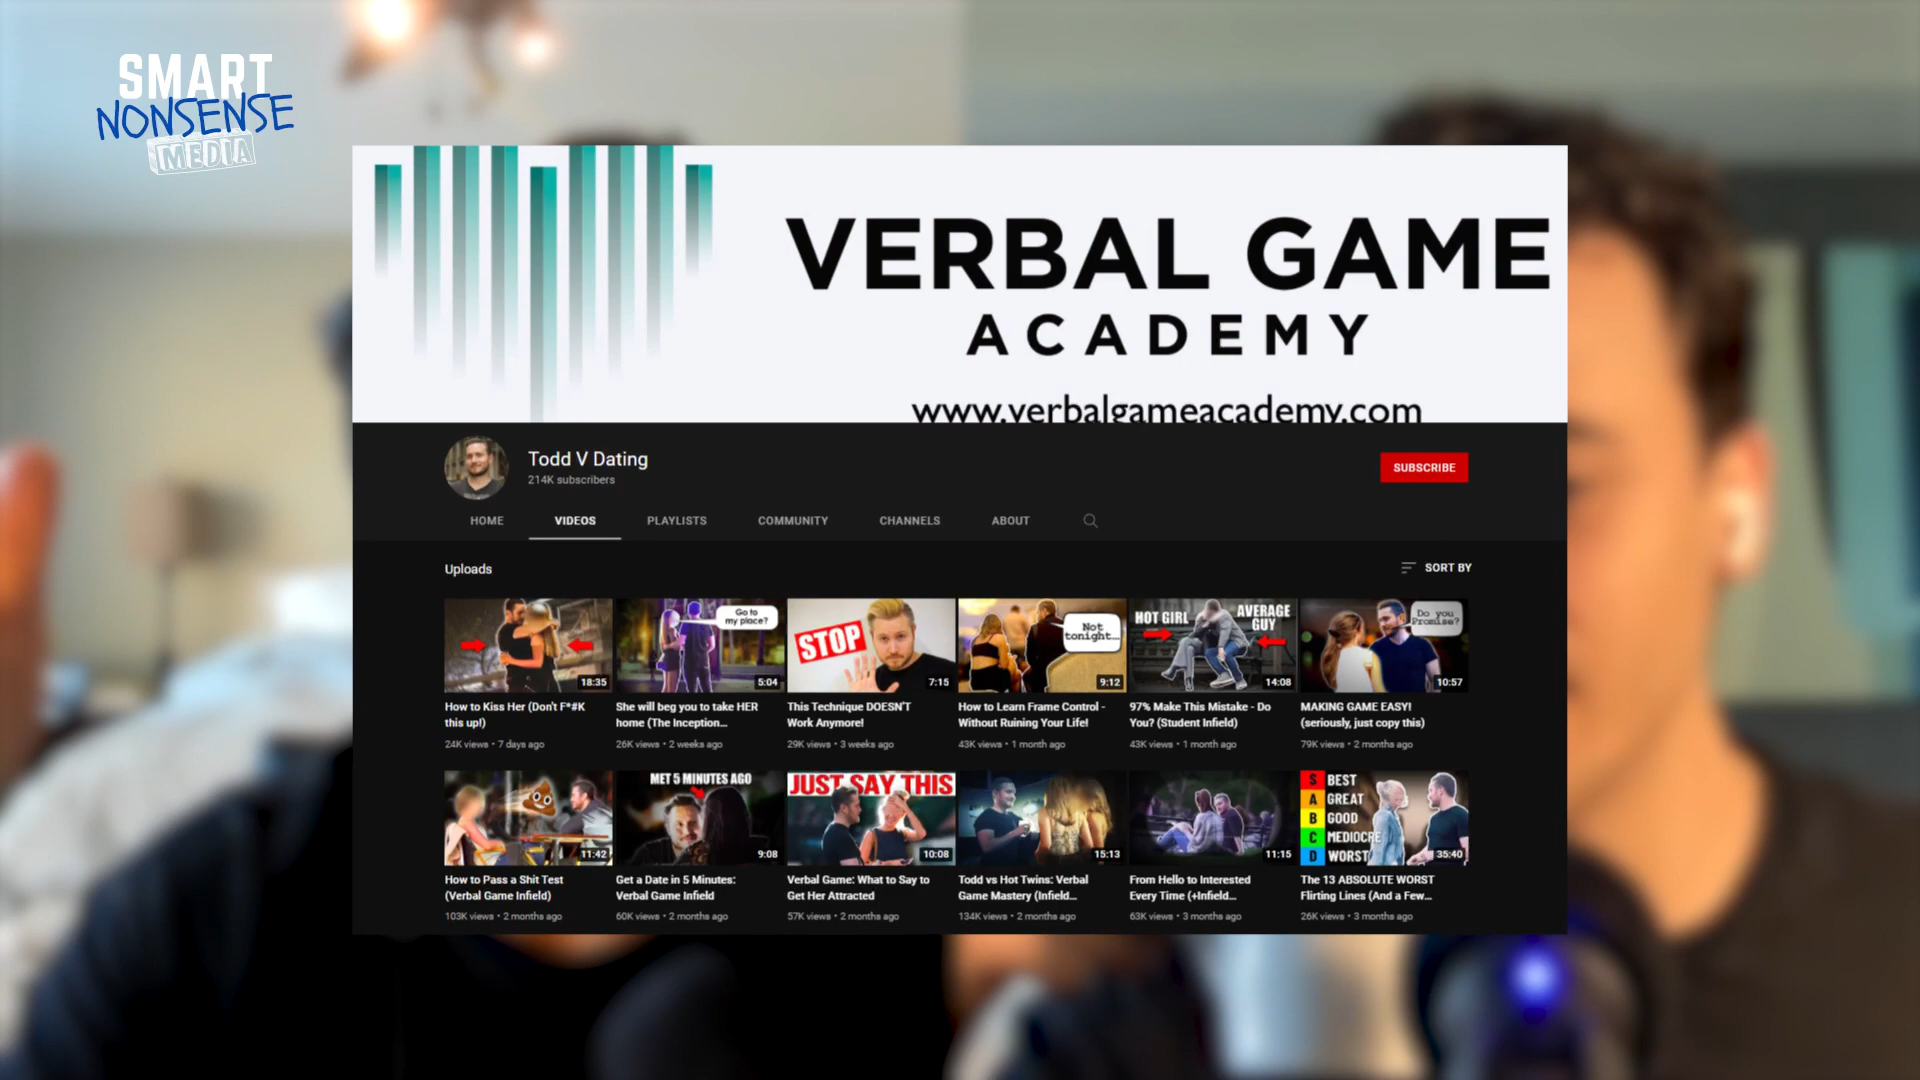 SMART
NONSENSE
MEDIA
VERBAL GAME
ACADEMY
www.verbalgameacademy.com
Todd V Dating
214K subscribers
SUBSCRIBE
HOME VIDEOS PLAYLISTS COMMUNITY CHANNELS ABOUT
Uploads
SORT BY
18:35
Go to
my place?
5:04
STOP
7:15
Not
tonight...
9:12
HOT GIRL
AVERAGE
GUY
14:08
Do you
Promise?
10:57
How to Kiss Her (Don't F*#K
this up!)
24K views • 7 days ago
She will beg you to take HER
home (The Inception...
26K views • 2 weeks ago
This Technique DOESN'T
Work Anymore!
29K views • 3 weeks ago
How to Learn Frame Control -
Without Ruining Your Life!
43K views • 1 month ago
97% Make This Mistake - Do
You? (Student Infield)
43K views • 1 month ago
MAKING GAME EASY!
(seriously, just copy this)
79K views • 2 months ago
11:42
MET 5 MINUTES AGO
9:08
JUST SAY THIS
10:08
15:13
11:15
S BEST
A GREAT
B GOOD
C MEDIOCRE
D WORST
35:40
How to Pass a Shit Test
(Verbal Game Infield)
103K views • 2 months ago
Get a Date in 5 Minutes:
Verbal Game Infield
60K views • 2 months ago
Verbal Game: What to Say to
Get Her Attracted
57K views • 2 months ago
Todd vs Hot Twins: Verbal
Game Mastery (Infield...
134K views • 2 months ago
From Hello to Interested
Every Time (+Infield...
63K views • 3 months ago
The 13 ABSOLUTE WORST
Flirting Lines (And a Few...
26K views • 3 months ago